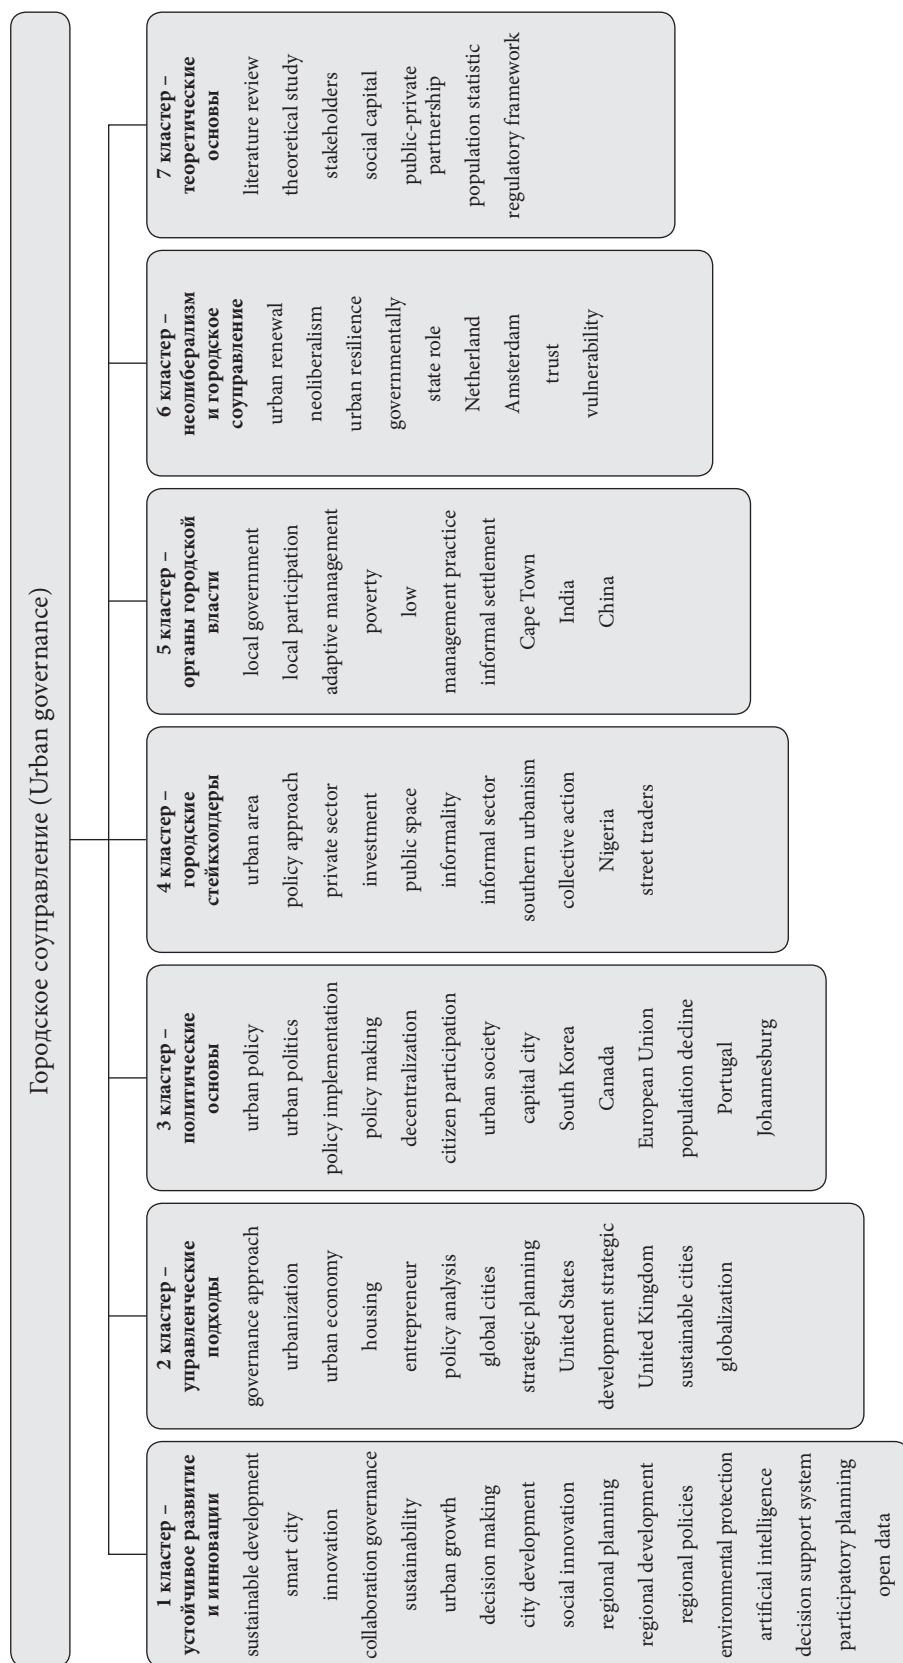 Городское соуправление (Urban governance)
1 кластер –
устойчивое развитие
и инновации
sustainable development
smart city
innovation
collaboration governance
sustainability
urban growth
decision making
city development
social innovation
regional planning
regional development
regional policies
environmental protection
artificial intelligence
decision support system
participatory planning
open data
2 кластер –
управленческие
подходы
governance approach
urbanization
urban economy
housing
entrepreneur
policy analysis
global cities
strategic planning
United States
development strategic
United Kingdom
sustainable cities
globalization
3 кластер –
политические
основы
urban policy
urban politics
policy implementation
policy making
decentralization
citizen participation
urban society
capital city
South Korea
Canada
European Union
population decline
Portugal
Johannesburg
4 кластер –
городские
стейкхолдеры
urban area
policy approach
private sector
investment
public space
informality
informal sector
southern urbanism
collective action
Nigeria
street traders
5 кластер –
органы городской
власти
local government
local participation
adaptive management
poverty
low
management practice
informal settlement
Cape Town
India
China
6 кластер –
неолиберализм
и городское
соуправление
urban renewal
neoliberalism
urban resilience
governmentally
state role
Netherland
Amsterdam
trust
vulnerability
7 кластер –
теоретические
основы
literature review
theoretical study
stakeholders
social capital
public-private
partnership
population statistic
regulatory framework